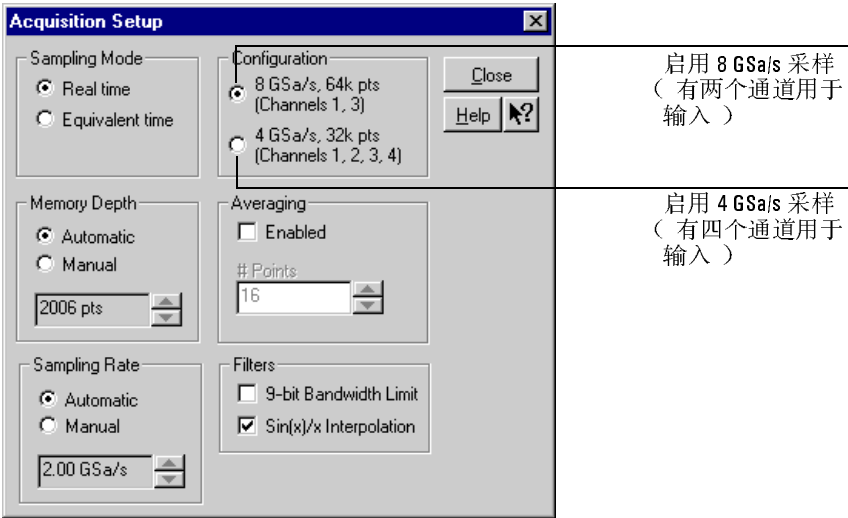 Acquisition Setup
Sampling Mode
Real time
Equivalent time
Configuration
8 GSa/s, 64k pts
(Channels 1, 3)
4 GSa/s, 32k pts
(Channels 1, 2, 3, 4)
Close
Help
?
启用 8 GSa/s 采样
（ 有两个通道用于
输入 ）
启用 4 GSa/s 采样
（ 有四个通道用于
输入 ）
Memory Depth
Automatic
Manual
2006 pts
Averaging
Enabled
# Points
16
Sampling Rate
Automatic
Manual
2.00 GSa/s
Filters
9-bit Bandwidth Limit
Sin(x)/x Interpolation